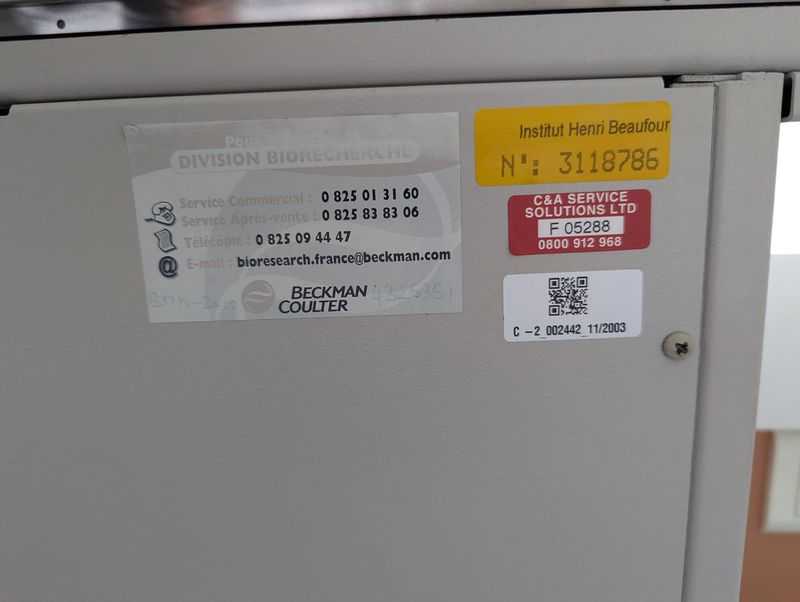 DIVISION BIORECHERCHE
Service Commercial : 0 825 01 31 60
Service Après-vente : 0 825 83 83 06
Télécopie : 0 825 09 44 47
E-mail : bioresearch.france@beckman.com
BECKMAN
COULTER
Institut Henri Beaufour
N°: 3118786
C&A SERVICE
SOLUTIONS LTD
F 05288
0800 912 968
C -2_002442_11/2003